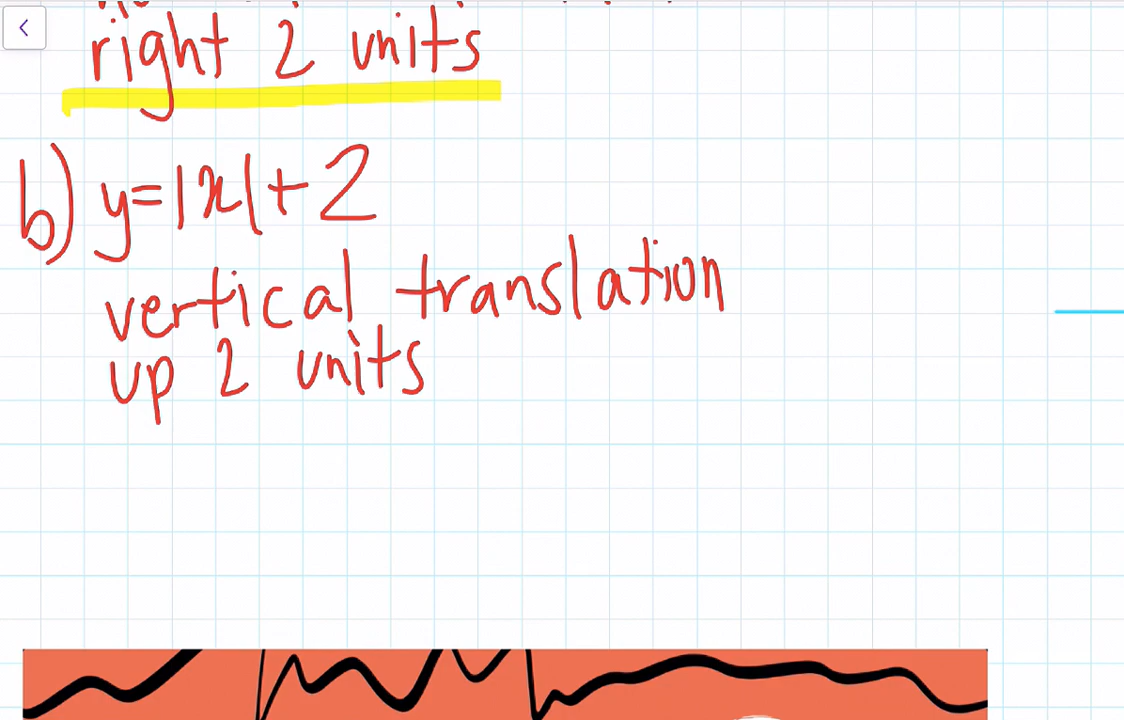 right 2 units
b) y=|x|+2
vertical translation
up 2 units